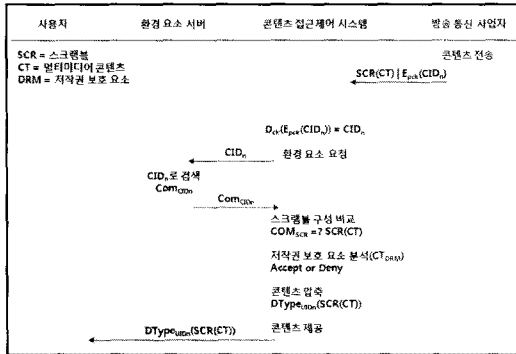 사용자 환경 요소 서버 콘텐츠 접근제어 시스템 방송 통신 사업자
SCR = 스크램블
CT = 멀티미디어 콘텐츠
DRM = 저작권 보호 요소
콘텐츠 전송
SCR(CT) | E_pck(CID_n)
D_ck(E_pck(CID_n)) = CID_n
CID_n 환경 요소 요청
CID_n로 검색
Com_CIDn
Com_CIDn
스크램블 구성 비교
COM_SCR =? SCR(CT)
저작권 보호 요소 분석(CT_DRM)
Accept or Deny
콘텐츠 압축
DType_UIDn(SCR(CT))
DType_UIDn(SCR(CT)) 콘텐츠 제공